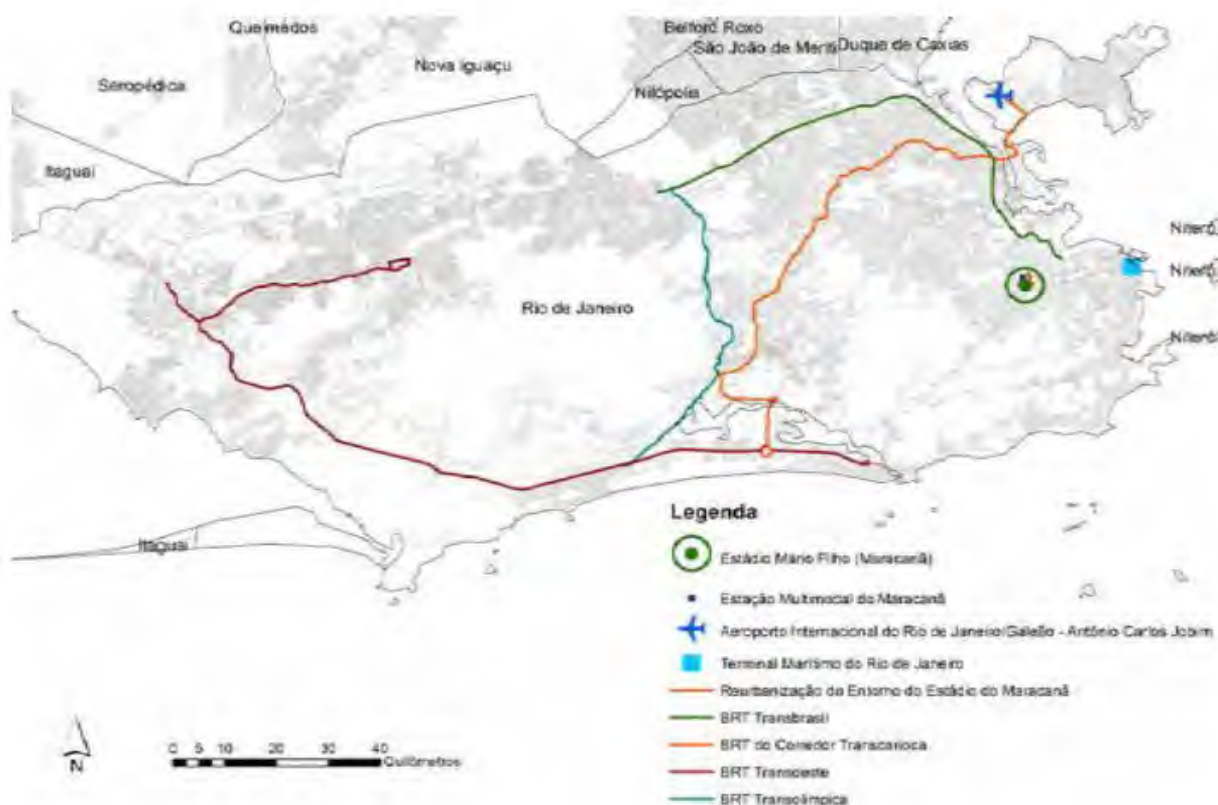 Queimados
Belford Roxo
São João de Meriti
Duque de Caxias
Nova Iguaçu
Seropédica
Nilópolis
Itaguaí
Niteró
Niteró
Rio de Janeiro
Niterói
Itaguaí
Legenda
Estádio Mário Filho (Maracanã)
Estação Multimodal do Maracanã
Aeroporto Internacional do Rio de Janeiro/Galeão - Antônio Carlos Jobim
Terminal Marítimo do Rio de Janeiro
Reurbanização do Entorno do Estádio do Maracanã
BRT Transbrasil
BRT do Corredor Transcarioca
BRT Transoeste
BRT Transolímpica
0 5 10 20 30 40
Quilômetros
N